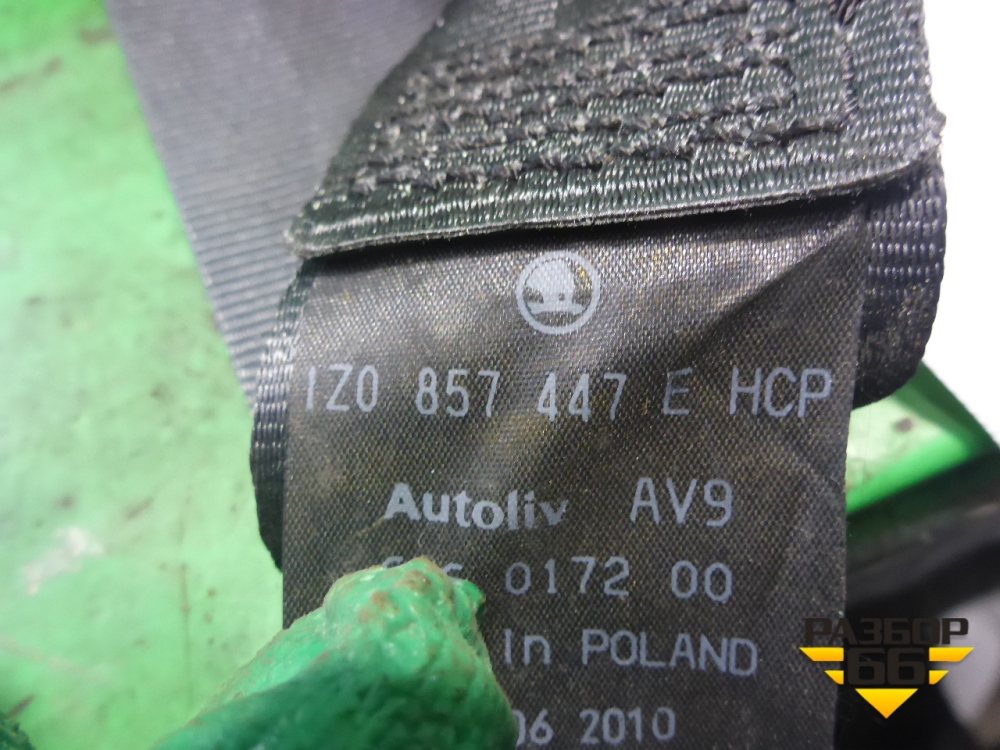 1Z0 857 447 E HCP
Autoliv AV9
0172 00
In POLAND
06 2010
РАЗБОР
66